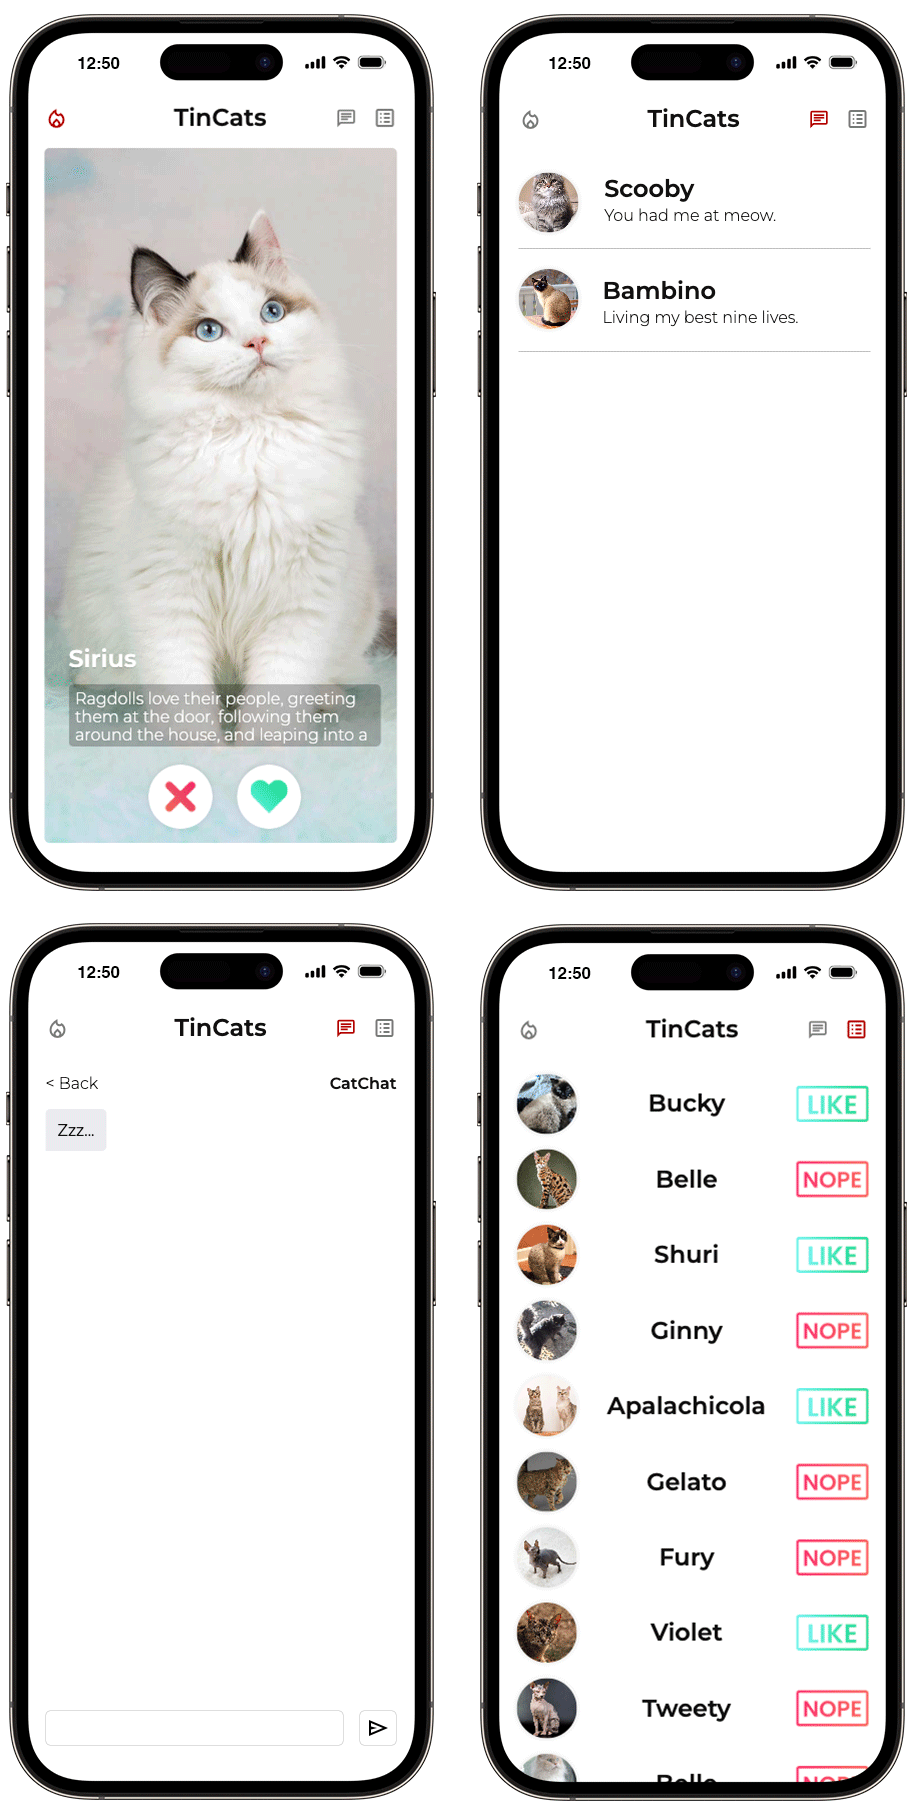 12:50
TinCats
Sirius
Ragdolls love their people, greeting
them at the door, following them
around the house, and leaping into a
12:50
TinCats
Scooby
You had me at meow.
Bambino
Living my best nine lives.
12:50
TinCats
< Back
CatChat
Zzz...
12:50
TinCats
Bucky
LIKE
Belle
NOPE
Shuri
LIKE
Ginny
NOPE
Apalachicola
LIKE
Gelato
NOPE
Fury
NOPE
Violet
LIKE
Tweety
NOPE
Belle
NOPE